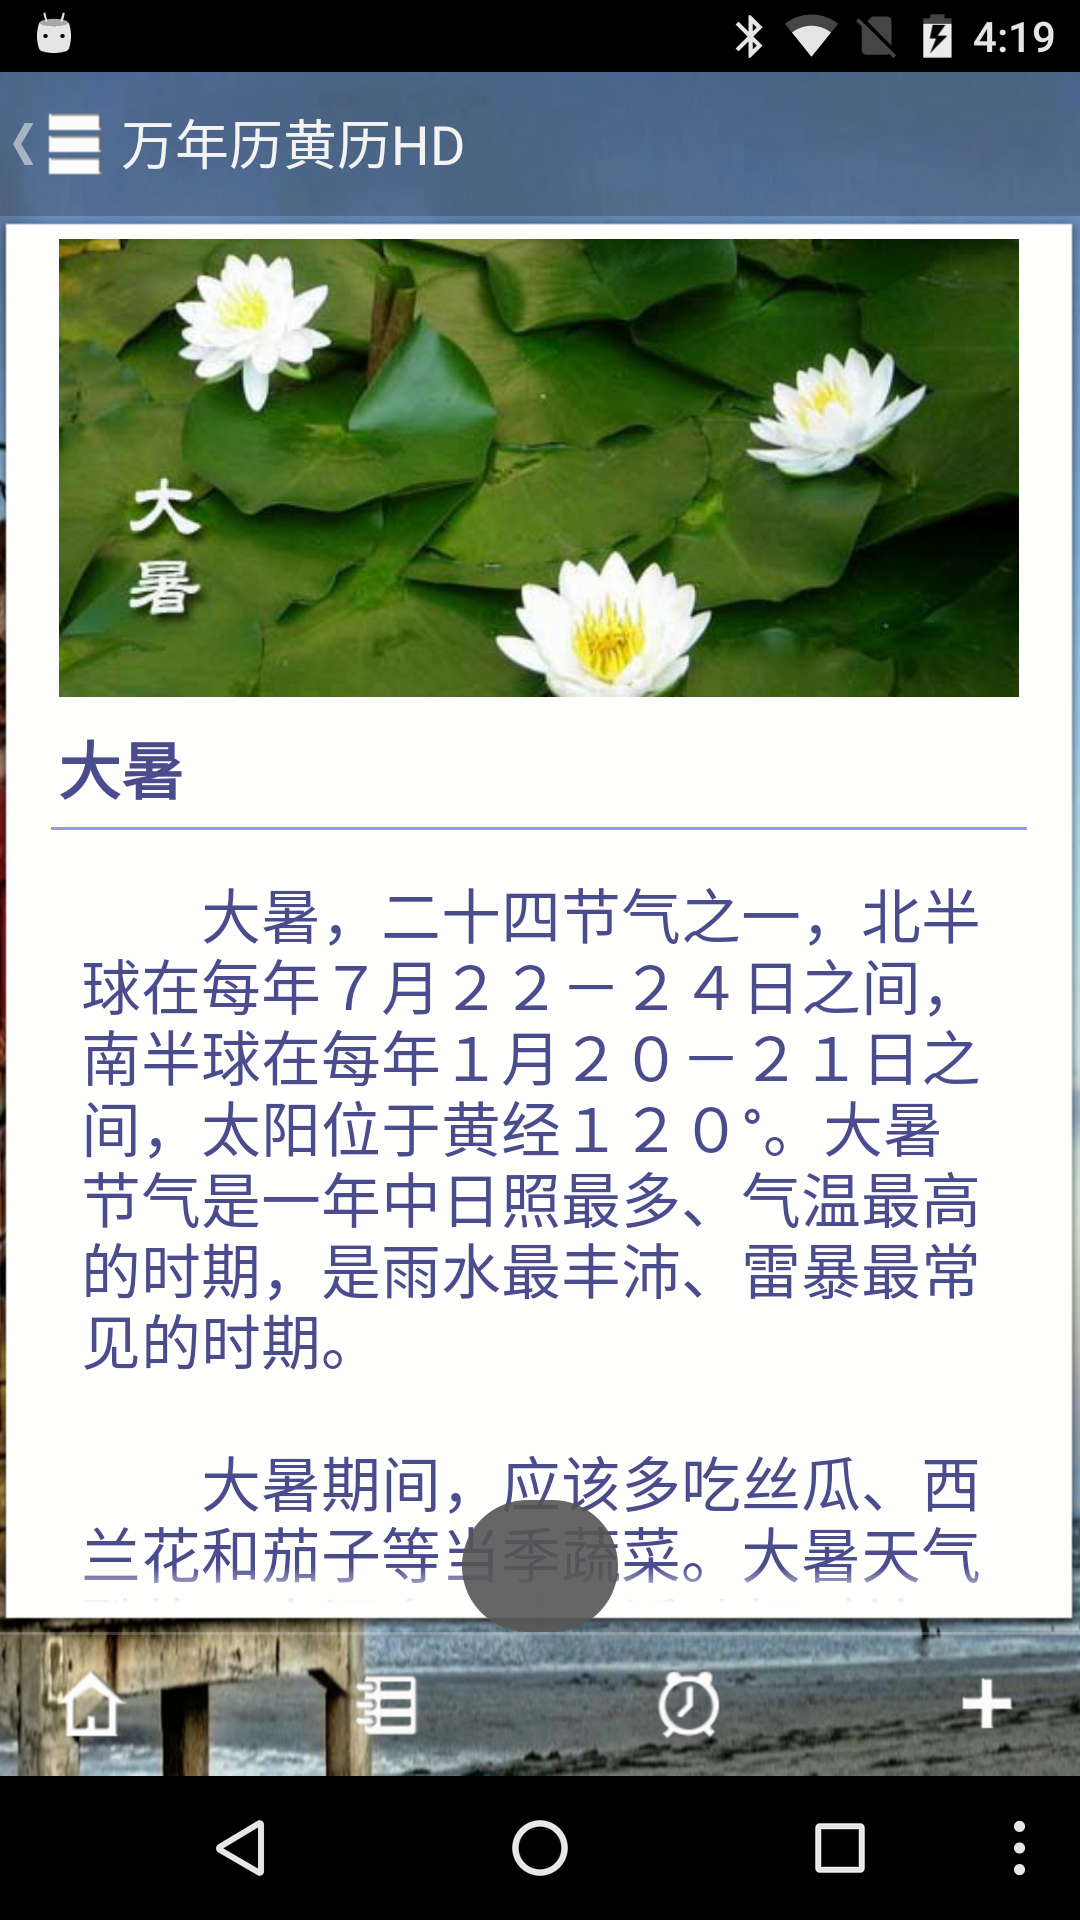 4:19
万年历黄历HD
大
暑
大暑
大暑，二十四节气之一，北半
球在每年７月２２－２４日之间，
南半球在每年１月２０－２１日之
间，太阳位于黄经１２０°。大暑
节气是一年中日照最多、气温最高
的时期，是雨水最丰沛、雷暴最常
见的时期。
大暑期间，应该多吃丝瓜、西
兰花和茄子等当季蔬菜。大暑天气